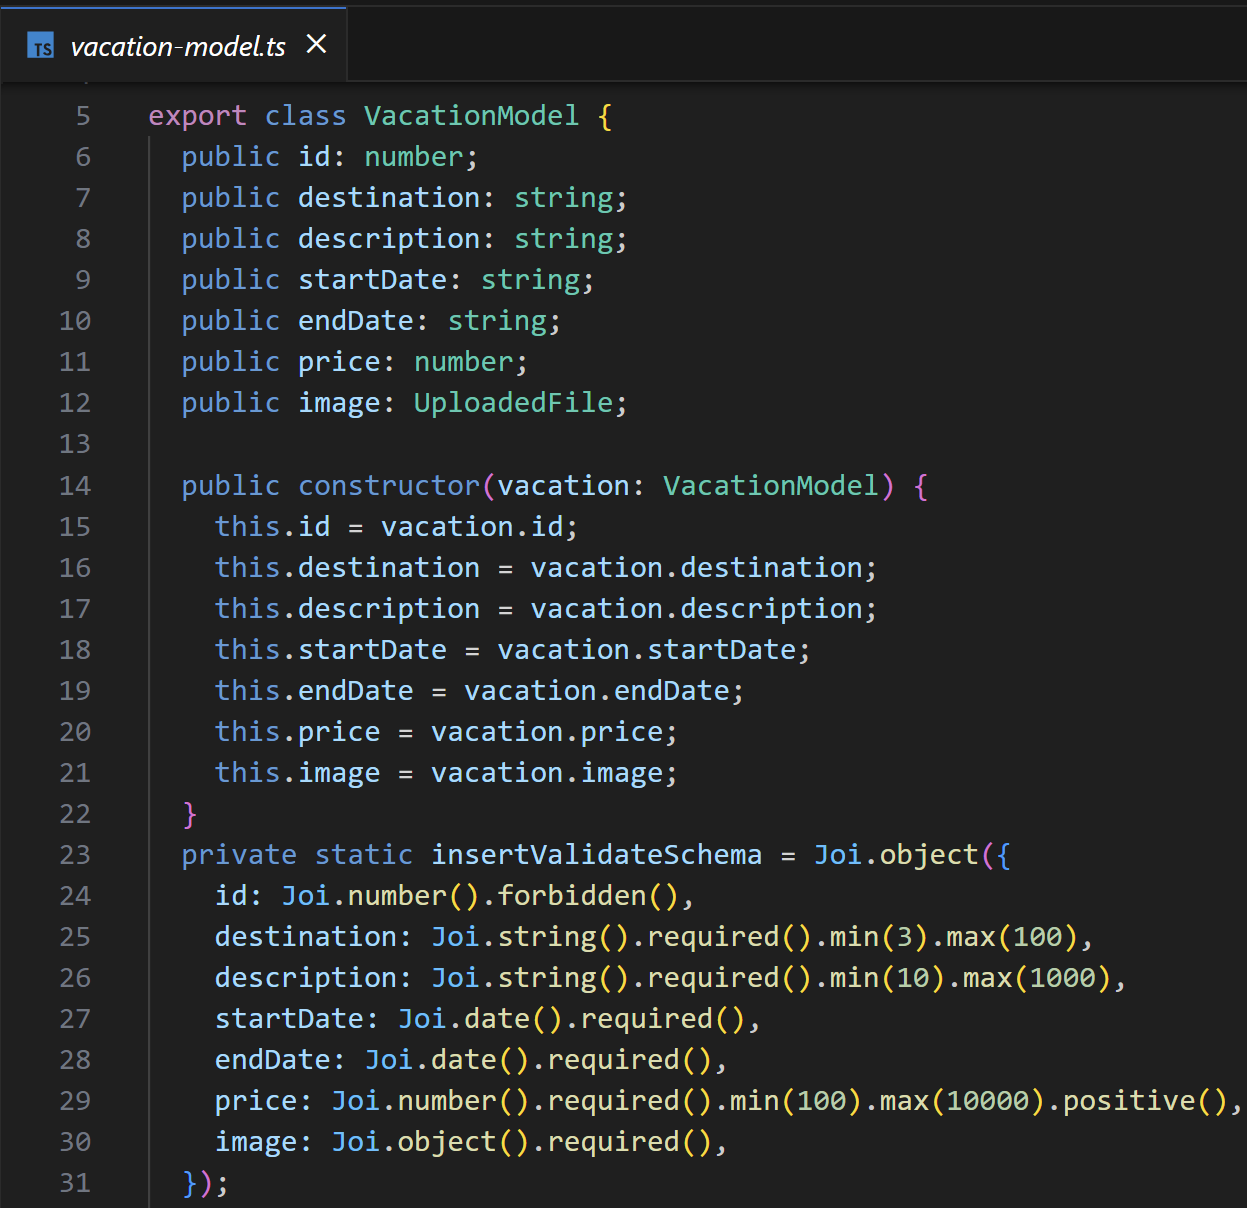 TS vacation-model.ts ×
5 export class VacationModel {
6 public id: number;
7 public destination: string;
8 public description: string;
9 public startDate: string;
10 public endDate: string;
11 public price: number;
12 public image: UploadedFile;
13
14 public constructor(vacation: VacationModel) {
15 this.id = vacation.id;
16 this.destination = vacation.destination;
17 this.description = vacation.description;
18 this.startDate = vacation.startDate;
19 this.endDate = vacation.endDate;
20 this.price = vacation.price;
21 this.image = vacation.image;
22 }
23 private static insertValidateSchema = Joi.object({
24 id: Joi.number().forbidden(),
25 destination: Joi.string().required().min(3).max(100),
26 description: Joi.string().required().min(10).max(1000),
27 startDate: Joi.date().required(),
28 endDate: Joi.date().required(),
29 price: Joi.number().required().min(100).max(10000).positive(),
30 image: Joi.object().required(),
31 });